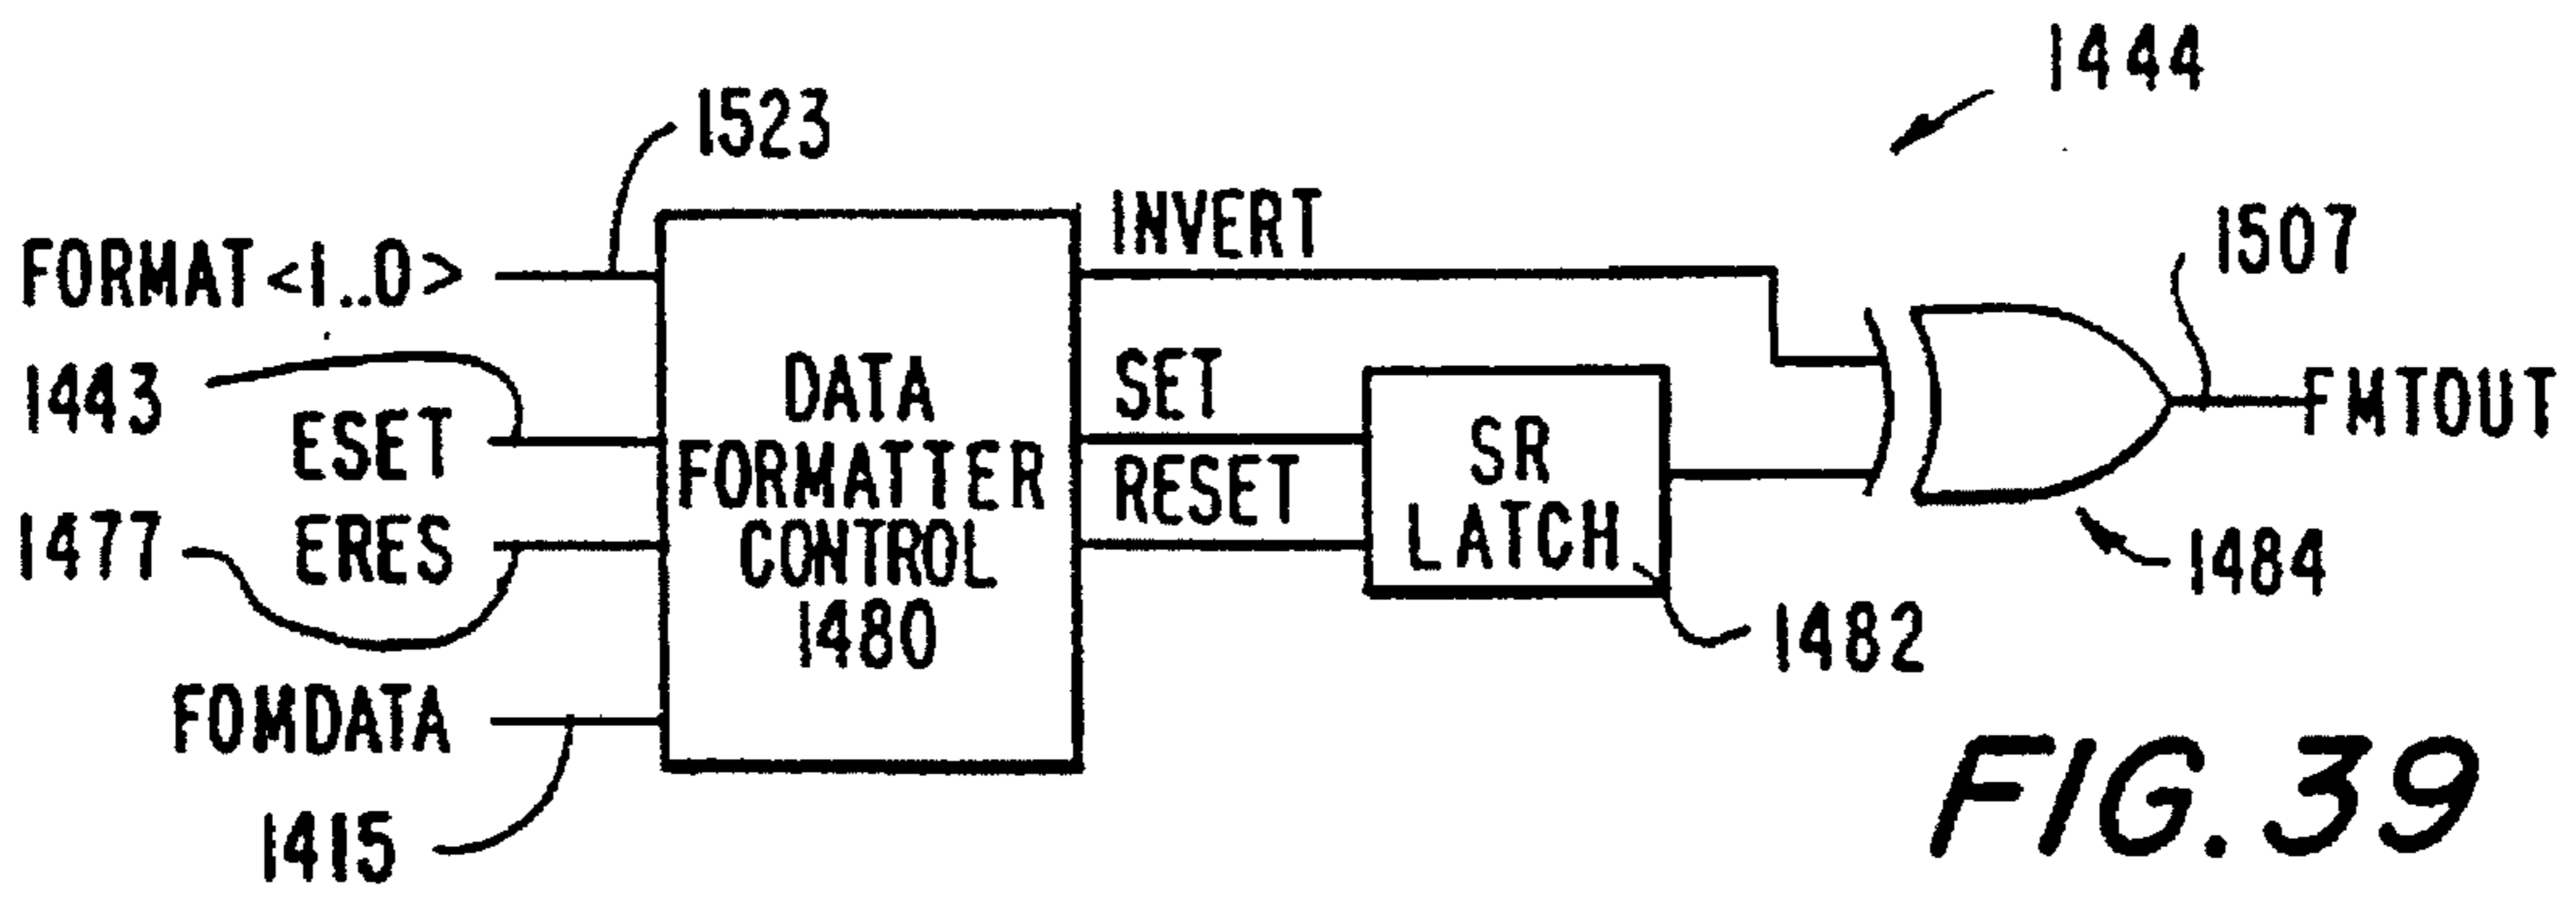 1444
1523
INVERT
1507
FORMAT<1..0>
1443
ESET
1477
ERES
FOMDATA
1415
DATA
FORMATTER
CONTROL
1480
SET
RESET
SR
LATCH
1482
FMTOUT
1484
FIG. 39